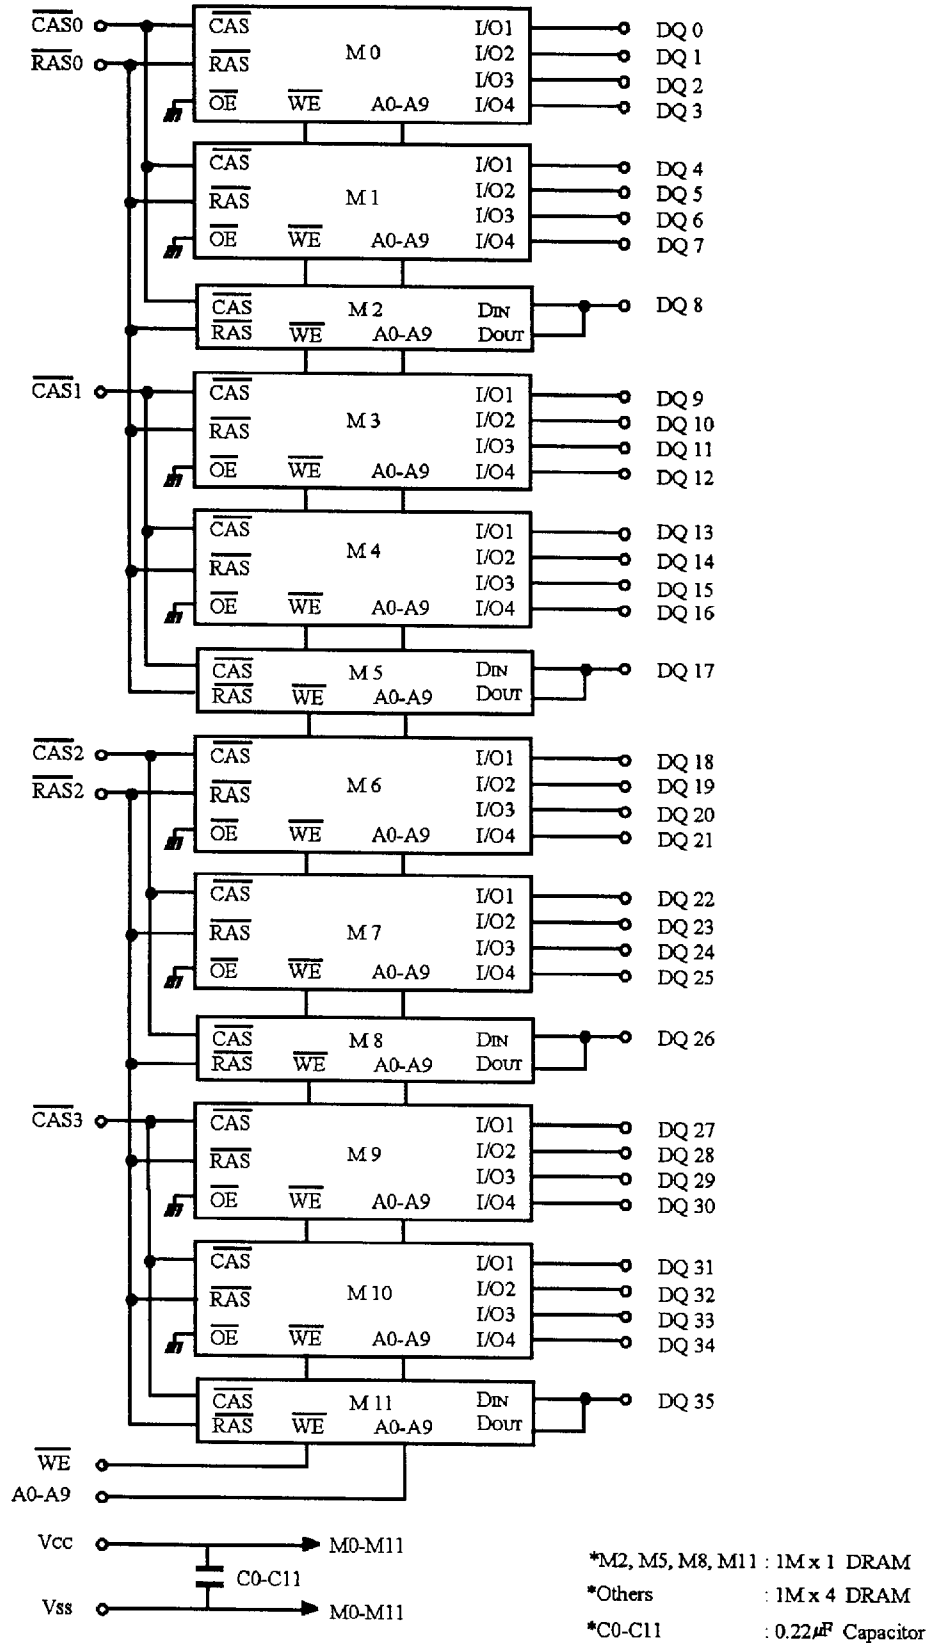 CAS0
RAS0
CAS
M 0
I/O1
DQ 0
RAS
I/O2
DQ 1
I/O3
DQ 2
OE
WE
A0-A9
I/O4
DQ 3
CAS
M 1
I/O1
DQ 4
RAS
I/O2
DQ 5
I/O3
DQ 6
OE
WE
A0-A9
I/O4
DQ 7
CAS
M 2
DIN
DQ 8
RAS
WE
A0-A9
DOUT
CAS1
CAS
M 3
I/O1
DQ 9
RAS
I/O2
DQ 10
I/O3
DQ 11
OE
WE
A0-A9
I/O4
DQ 12
CAS
M 4
I/O1
DQ 13
RAS
I/O2
DQ 14
I/O3
DQ 15
OE
WE
A0-A9
I/O4
DQ 16
CAS
M 5
DIN
DQ 17
RAS
WE
A0-A9
DOUT
CAS2
RAS2
CAS
M 6
I/O1
DQ 18
RAS
I/O2
DQ 19
I/O3
DQ 20
OE
WE
A0-A9
I/O4
DQ 21
CAS
M 7
I/O1
DQ 22
RAS
I/O2
DQ 23
I/O3
DQ 24
OE
WE
A0-A9
I/O4
DQ 25
CAS
M 8
DIN
DQ 26
RAS
WE
A0-A9
DOUT
CAS3
CAS
M 9
I/O1
DQ 27
RAS
I/O2
DQ 28
I/O3
DQ 29
OE
WE
A0-A9
I/O4
DQ 30
CAS
M 10
I/O1
DQ 31
RAS
I/O2
DQ 32
I/O3
DQ 33
OE
WE
A0-A9
I/O4
DQ 34
CAS
M 11
DIN
DQ 35
RAS
WE
A0-A9
DOUT
WE
A0-A9
Vcc
M0-M11
C0-C11
Vss
M0-M11
*M2, M5, M8, M11 : 1M x 1 DRAM
*Others : 1M x 4 DRAM
*C0-C11 : 0.22µF Capacitor